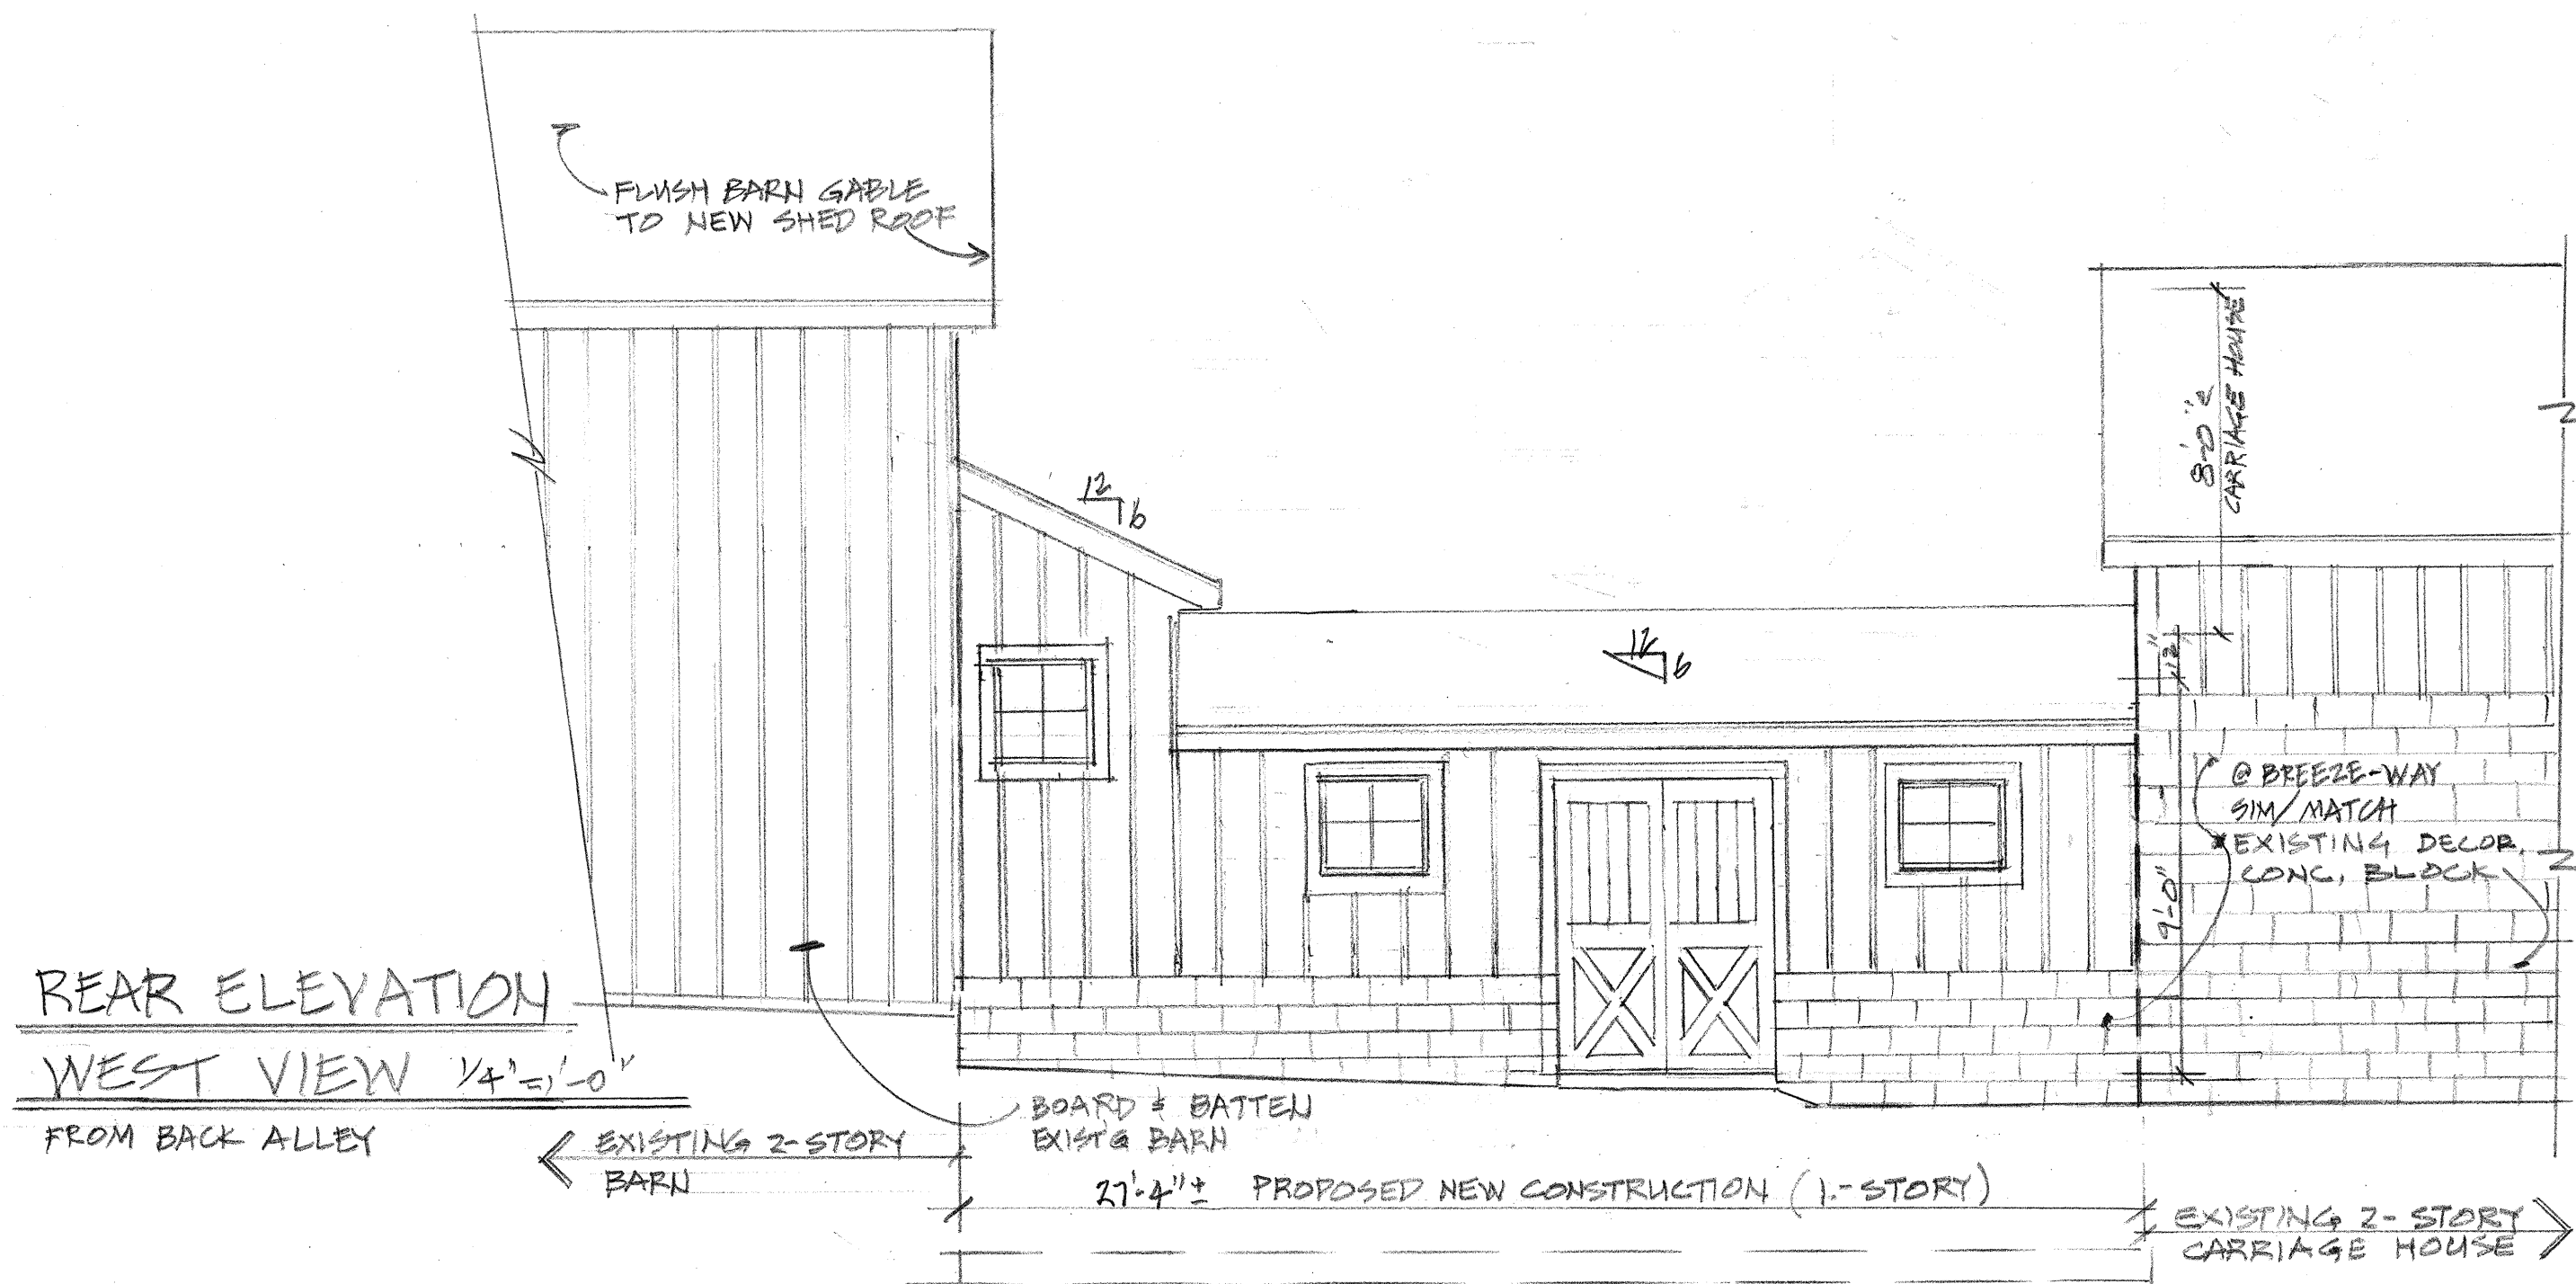 FLUSH BARN GABLE
TO NEW SHED ROOF
12
6
12
6
8'-0"±
CARRIAGE HOUSE
12"
9'-0"
@ BREEZE-WAY
SIM/MATCH
EXISTING DECOR.
CONC. BLOCK
REAR ELEVATION
WEST VIEW 1/4"=1'-0"
FROM BACK ALLEY
BOARD & BATTEN
EXIST'G BARN
EXISTING 2-STORY
BARN
27'-4"± PROPOSED NEW CONSTRUCTION (1.-STORY)
EXISTING 2-STORY
CARRIAGE HOUSE